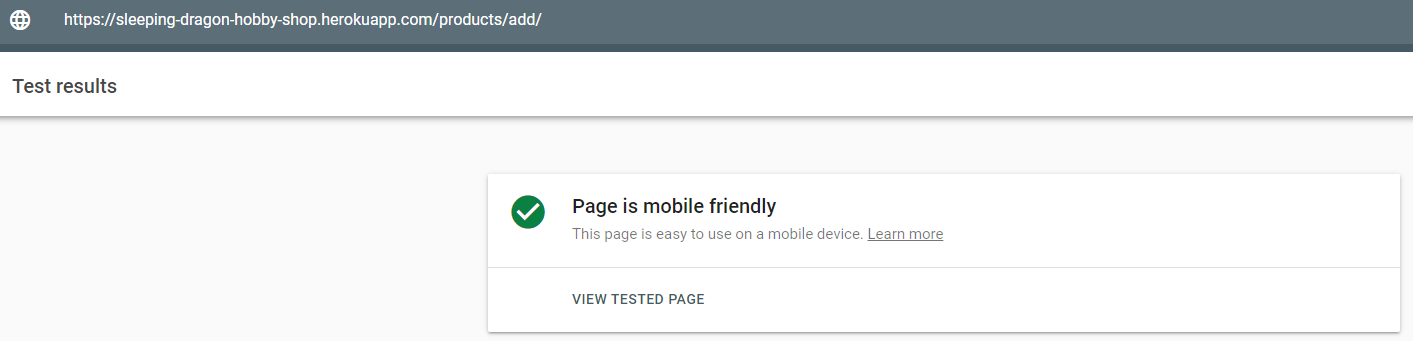 https://sleeping-dragon-hobby-shop.herokuapp.com/products/add/
Test results
Page is mobile friendly
This page is easy to use on a mobile device. Learn more
VIEW TESTED PAGE